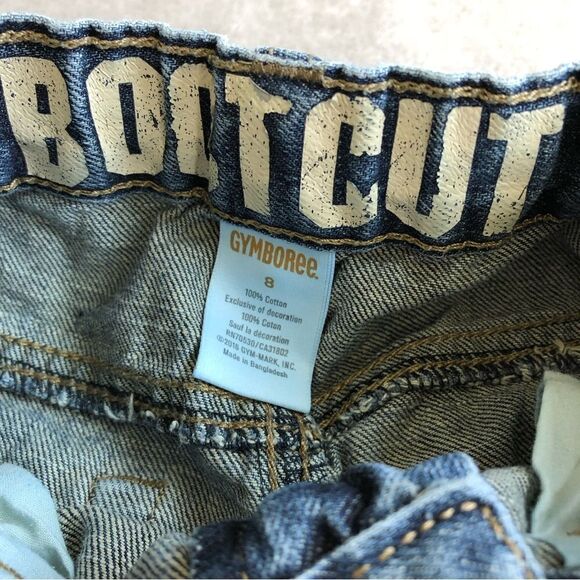 BOOTCUT
GYMBOREE.
8
100% Cotton
Exclusive of decoration
100% Coton
Sauf la décoration
RN70530/CA31802
©2016 GYM-MARK, INC.
Made in Bangladesh